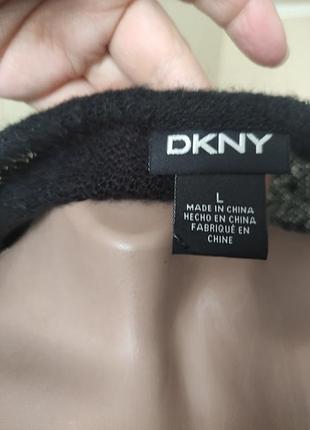 DKNY
L
MADE IN CHINA
HECHO EN CHINA
FABRIQUÉ EN
CHINE